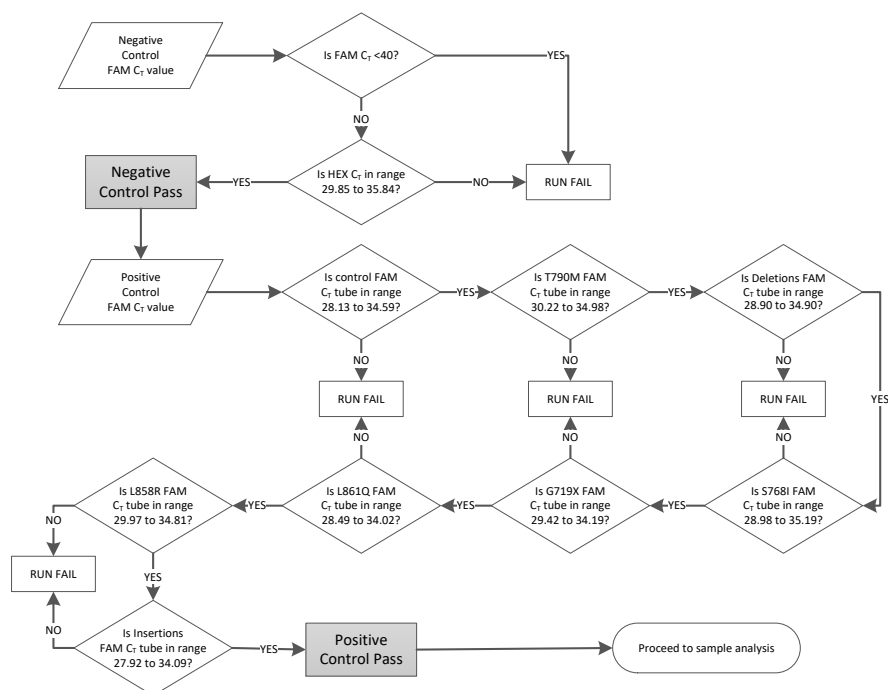 Negative
Control
FAM CT value
Is FAM CT <40?
YES
NO
Negative
Control Pass
YES
Is HEX CT in range
29.85 to 35.84?
NO
RUN FAIL
Positive
Control
FAM CT value
Is control FAM
CT tube in range
28.13 to 34.59?
YES
Is T790M FAM
CT tube in range
30.22 to 34.98?
YES
Is Deletions FAM
CT tube in range
28.90 to 34.90?
NO
NO
NO
RUN FAIL
RUN FAIL
RUN FAIL
YES
NO
NO
NO
Is L858R FAM
CT tube in range
29.97 to 34.81?
YES
Is L861Q FAM
CT tube in range
28.49 to 34.02?
YES
Is G719X FAM
CT tube in range
29.42 to 34.19?
YES
Is S768I FAM
CT tube in range
28.98 to 35.19?
NO
RUN FAIL
YES
NO
Is Insertions
FAM CT tube in range
27.92 to 34.09?
YES
Positive
Control Pass
Proceed to sample analysis